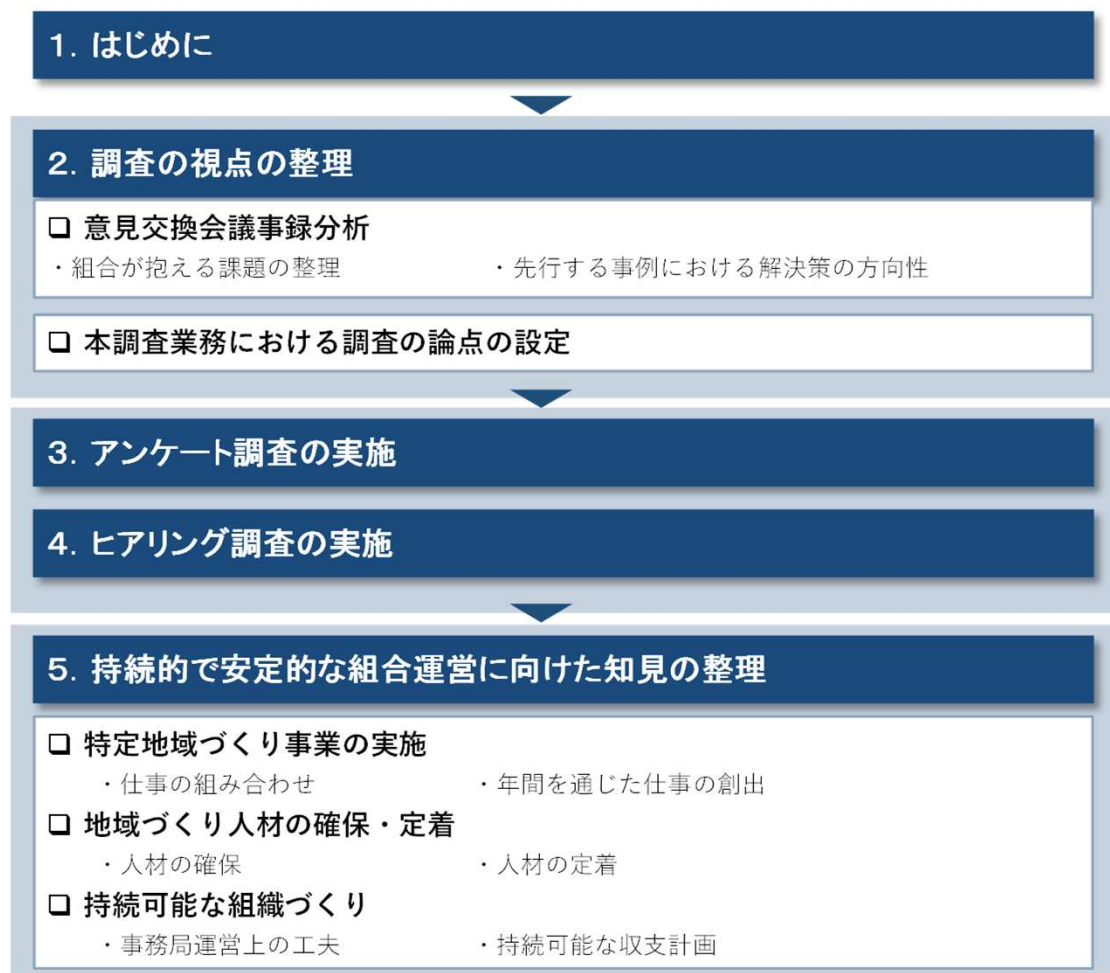 1. はじめに
2. 調査の視点の整理
❑ 意見交換会議事録分析
・組合が抱える課題の整理 ・先行する事例における解決策の方向性
❑ 本調査業務における調査の論点の設定
3. アンケート調査の実施
4. ヒアリング調査の実施
5. 持続的で安定的な組合運営に向けた知見の整理
❑ 特定地域づくり事業の実施
・仕事の組み合わせ ・年間を通じた仕事の創出
❑ 地域づくり人材の確保・定着
・人材の確保 ・人材の定着
❑ 持続可能な組織づくり
・事務局運営上の工夫 ・持続可能な収支計画